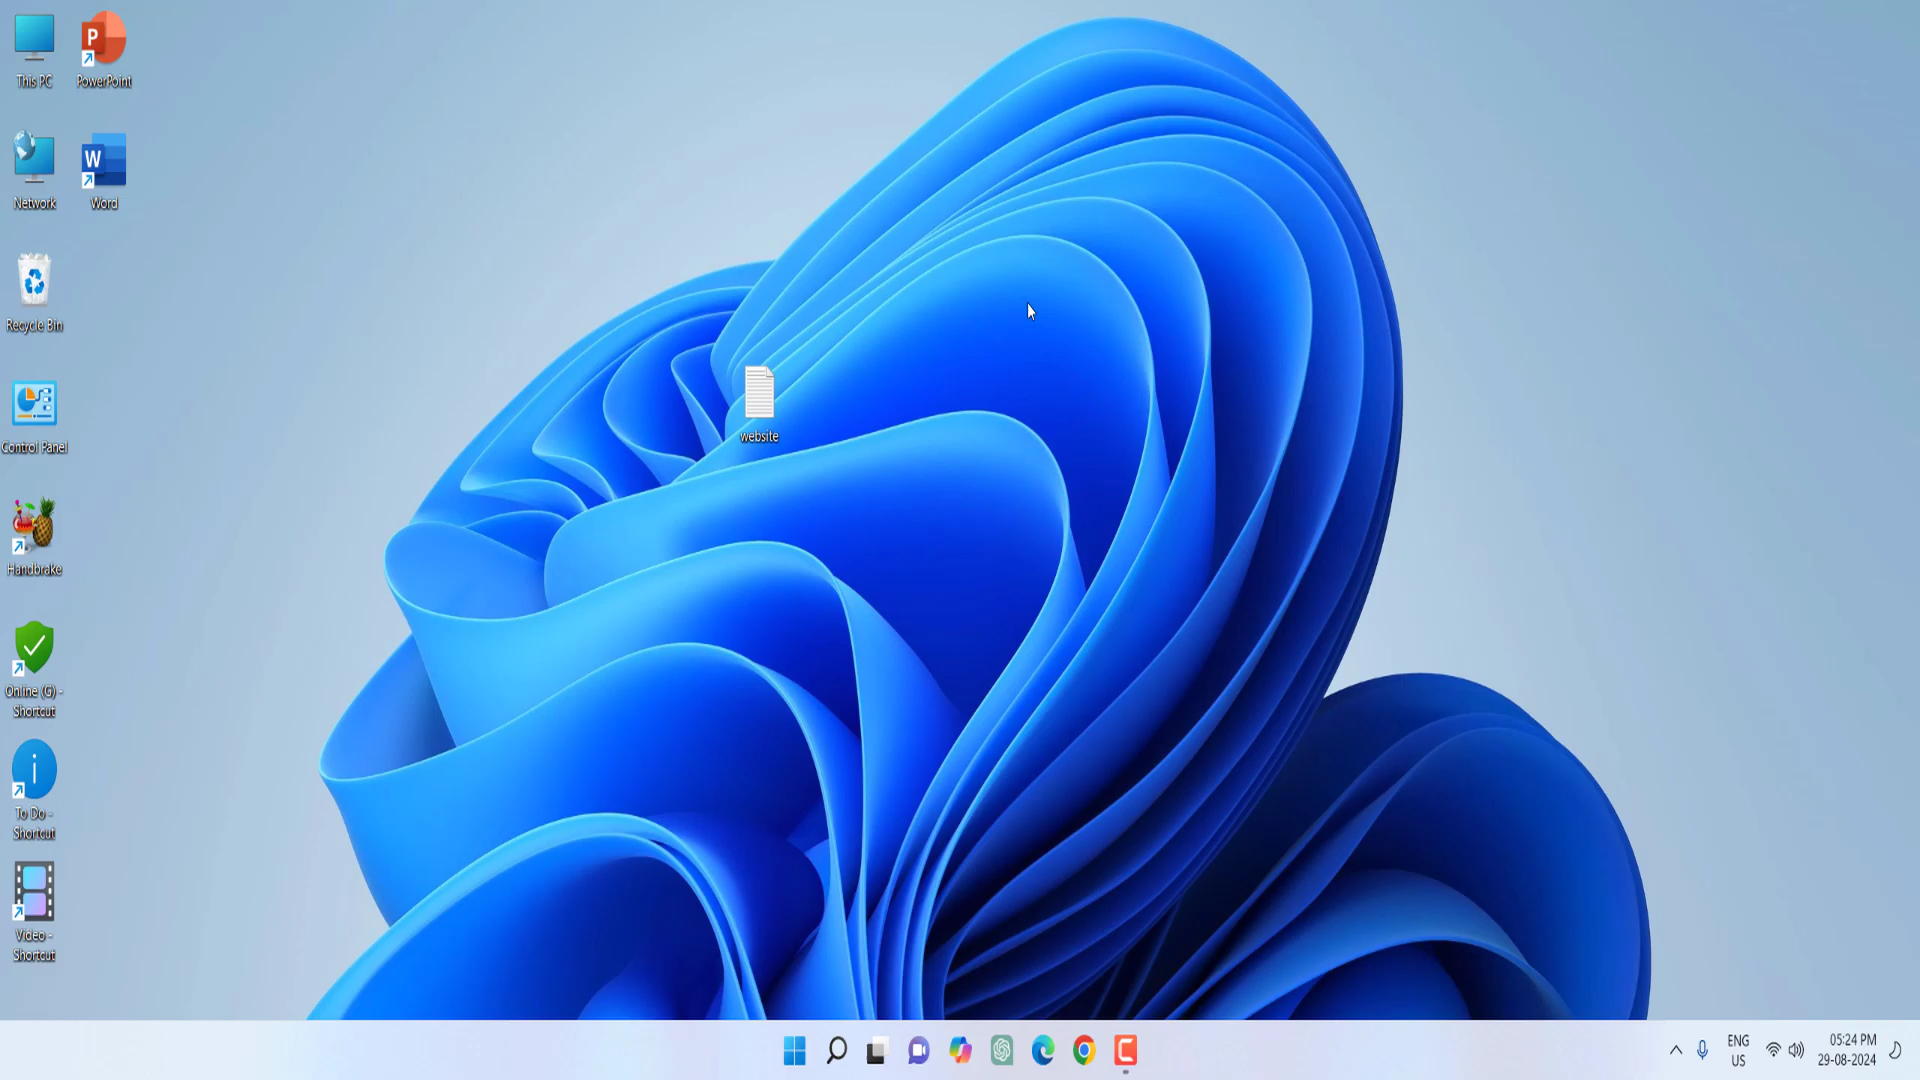 This PC
PowerPoint
P
Network
Word
W
Recycle Bin
Control Panel
Handbrake
Online (G) -
Shortcut
To Do -
Shortcut
i
Video -
Shortcut
website
C
ENG
US
05:24 PM
29-08-2024